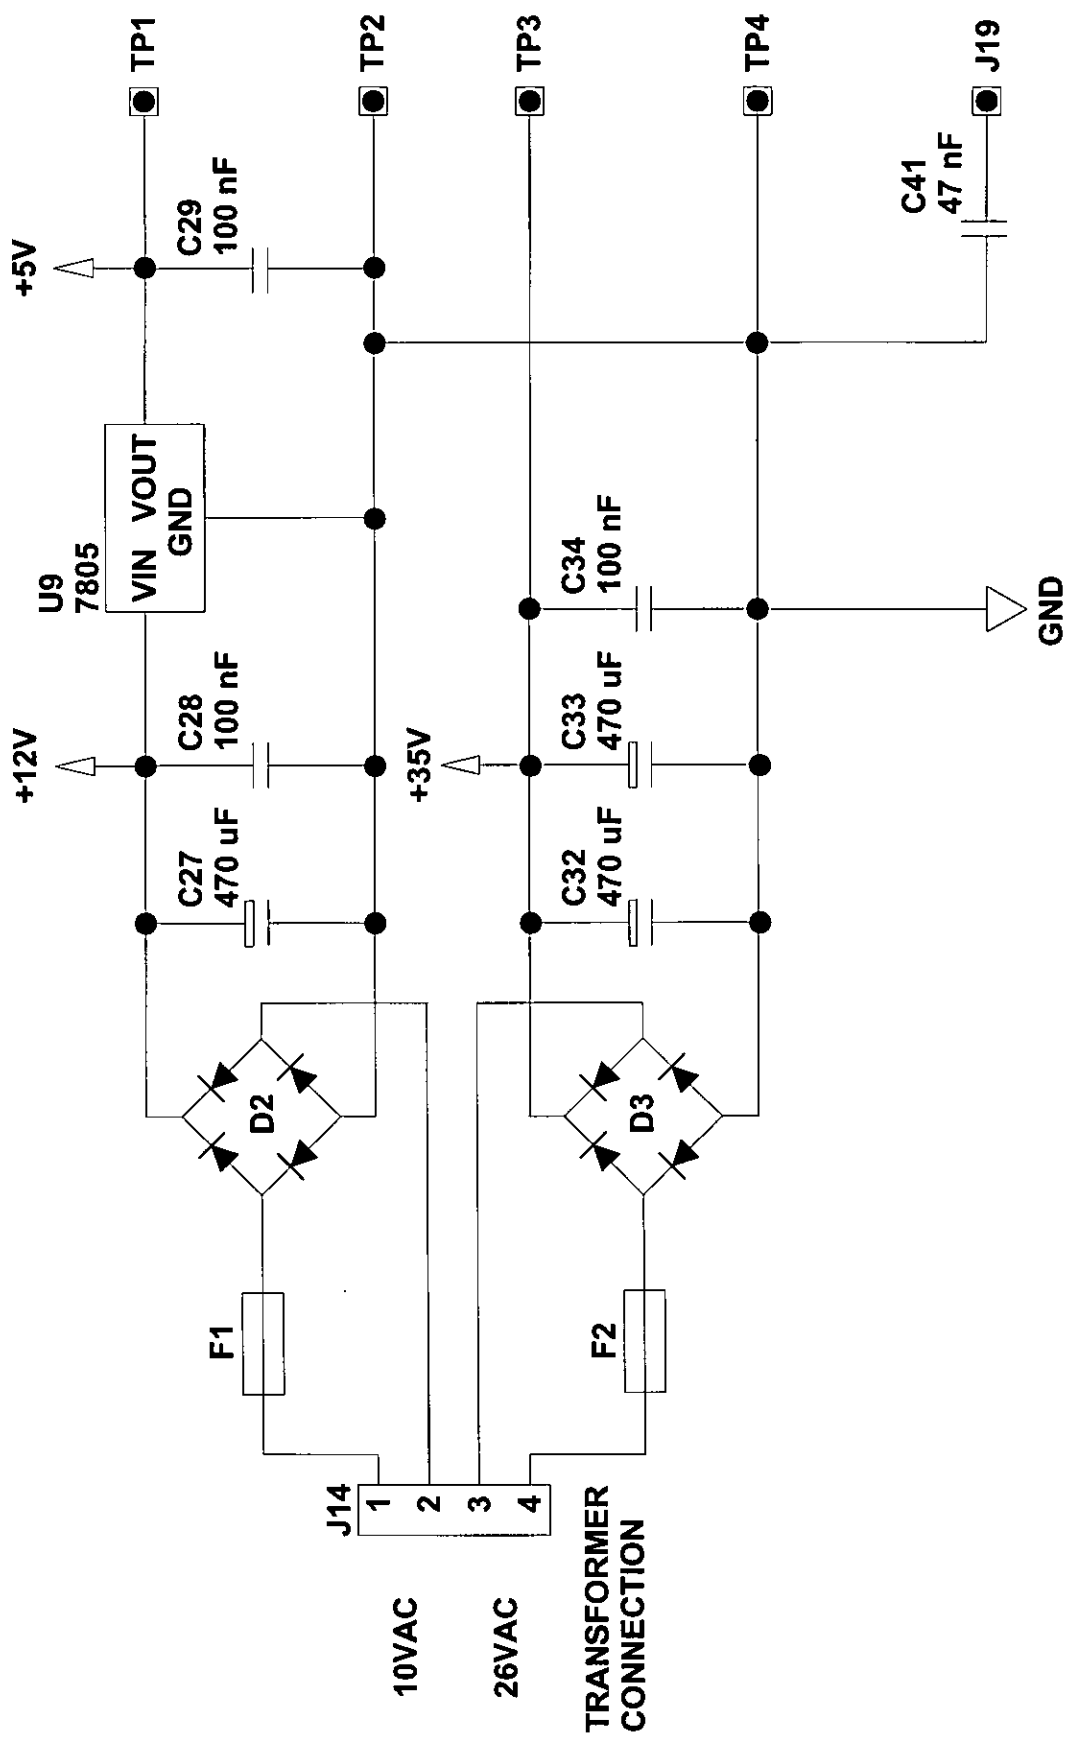 +12V
+5V
U9
7805
VIN VOUT
GND
TP1
C27
470 uF
C28
100 nF
C29
100 nF
D2
F1
TP2
J14
1
2
3
4
10VAC
26VAC
TRANSFORMER
CONNECTION
+35V
TP3
C32
470 uF
C33
470 uF
C34
100 nF
D3
F2
TP4
C41
47 nF
J19
GND